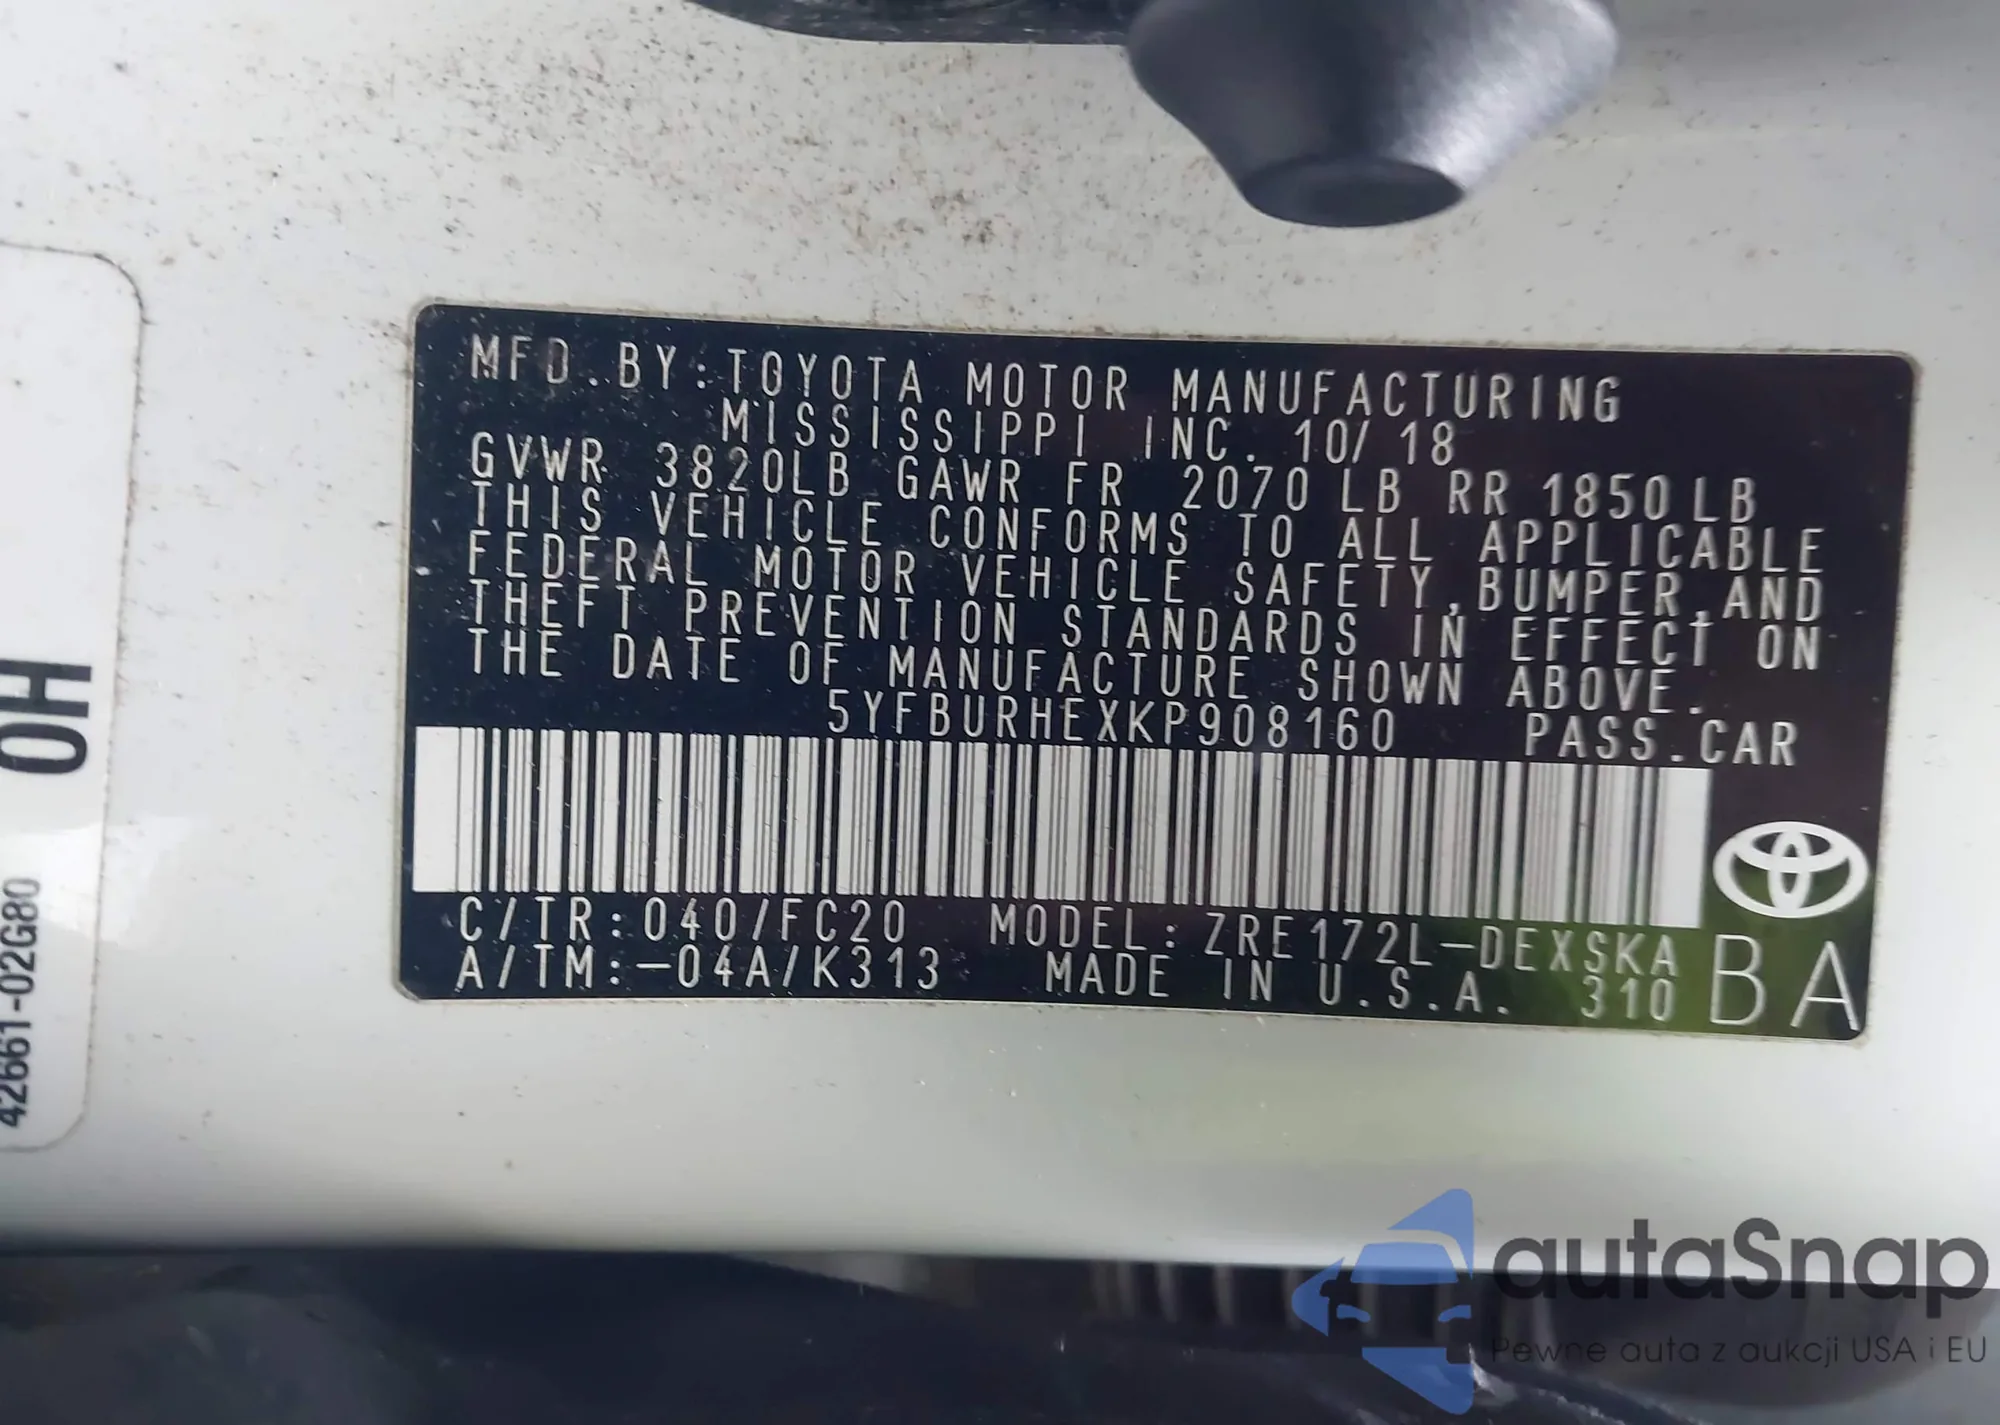 MFD.BY:TOYOTA MOTOR MANUFACTURING
MISSISSIPPI INC. 10/18
GVWR 3820LB GAWR FR 2070LB RR 1850LB
THIS VEHICLE CONFORMS TO ALL APPLICABLE
FEDERAL MOTOR VEHICLE SAFETY,BUMPER,AND
THEFT PREVENTION STANDARDS IN EFFECT ON
THE DATE OF MANUFACTURE SHOWN ABOVE.
5YFBURHEXKP908160 PASS.CAR
C/TR:040/FC20 MODEL:ZRE172L-DEXSKA
A/TM:-04A/K313 MADE IN U.S.A. 310
BA
0H
42661-02G80
autaSnap
Pewne auta z aukcji USA i EU